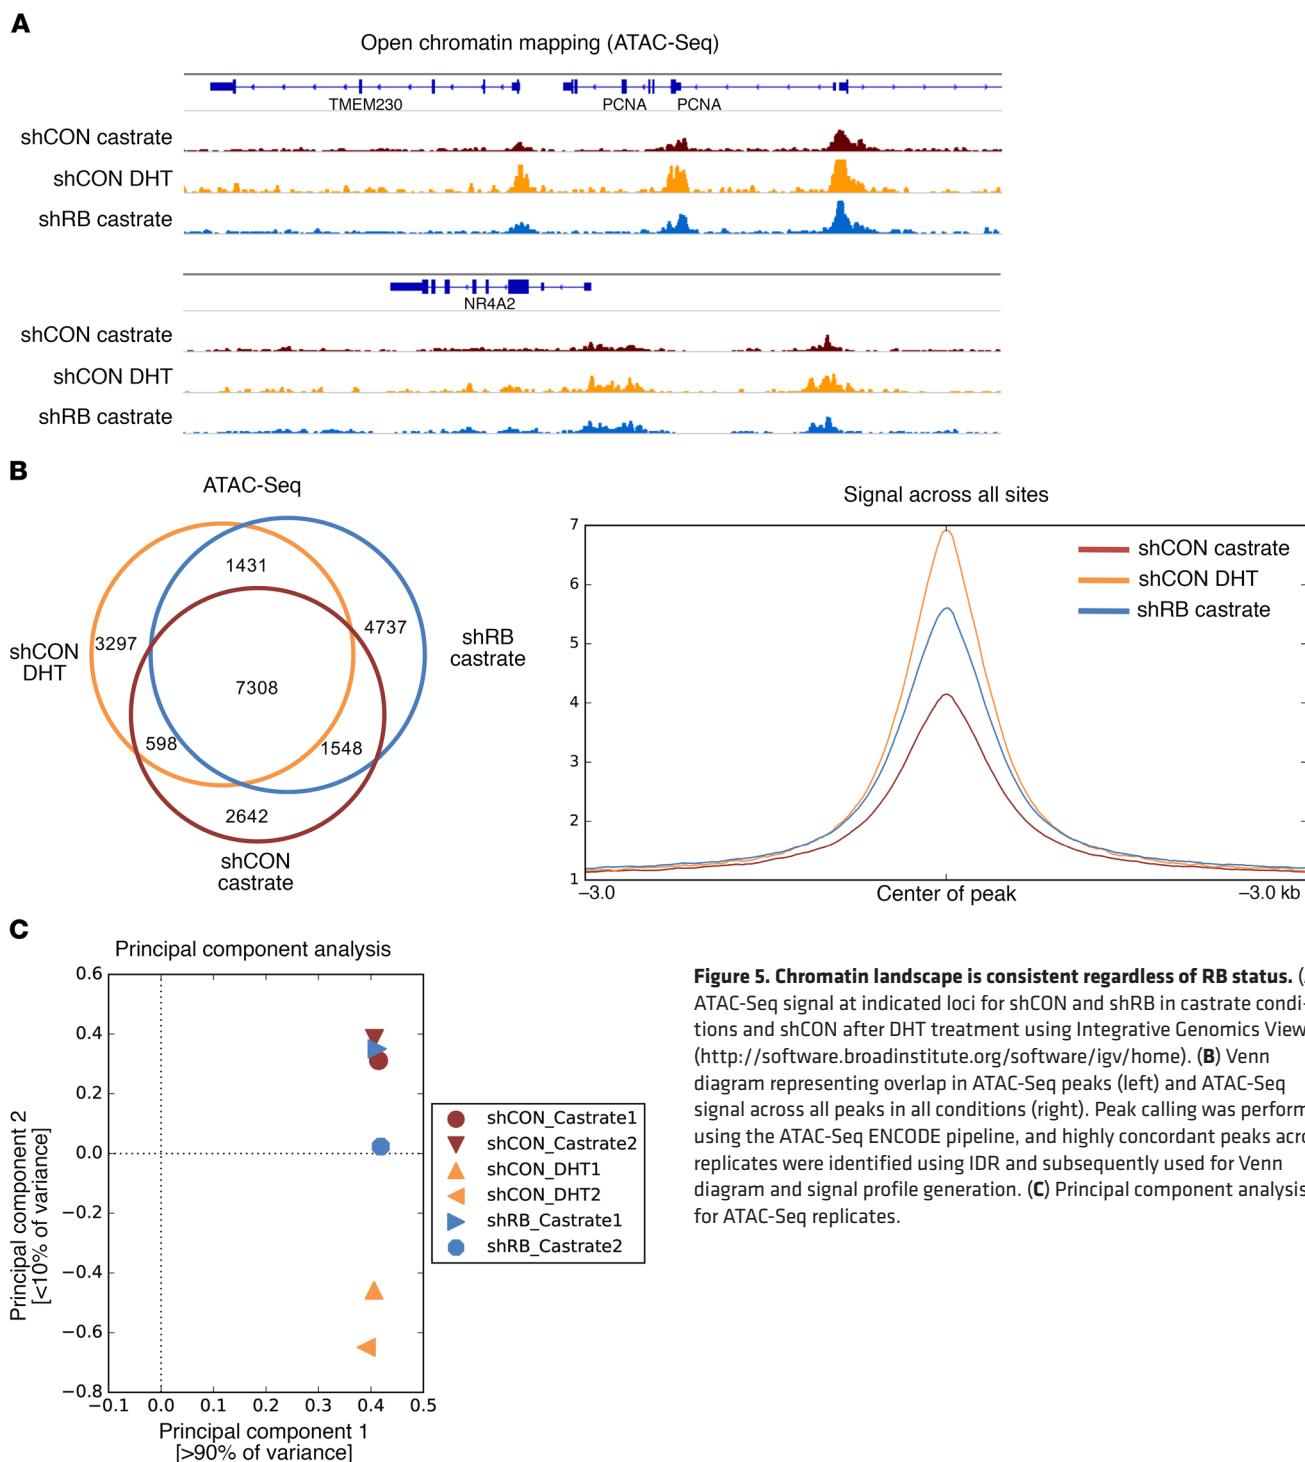 A
Open chromatin mapping (ATAC-Seq)
TMEM230
PCNA
PCNA
shCON castrate
shCON DHT
shRB castrate
NR4A2
shCON castrate
shCON DHT
shRB castrate
B
ATAC-Seq
1431
3297
4737
shCON
DHT
shRB
castrate
7308
598
1548
2642
shCON
castrate
Signal across all sites
7
6
5
4
3
2
1
shCON castrate
shCON DHT
shRB castrate
–3.0
Center of peak
–3.0 kb
C
Principal component analysis
0.6
0.4
0.2
0.0
−0.2
−0.4
−0.6
−0.8
−0.1
0.0
0.1
0.2
0.3
0.4
0.5
Principal component 2
[<10% of variance]
Principal component 1
[>90% of variance]
shCON_Castrate1
shCON_Castrate2
shCON_DHT1
shCON_DHT2
shRB_Castrate1
shRB_Castrate2
Figure 5. Chromatin landscape is consistent regardless of RB status. (
ATAC-Seq signal at indicated loci for shCON and shRB in castrate condi-
tions and shCON after DHT treatment using Integrative Genomics View
(http://software.broadinstitute.org/software/igv/home). (B) Venn
diagram representing overlap in ATAC-Seq peaks (left) and ATAC-Seq
signal across all peaks in all conditions (right). Peak calling was perform
using the ATAC-Seq ENCODE pipeline, and highly concordant peaks acro
replicates were identified using IDR and subsequently used for Venn
diagram and signal profile generation. (C) Principal component analysis
for ATAC-Seq replicates.